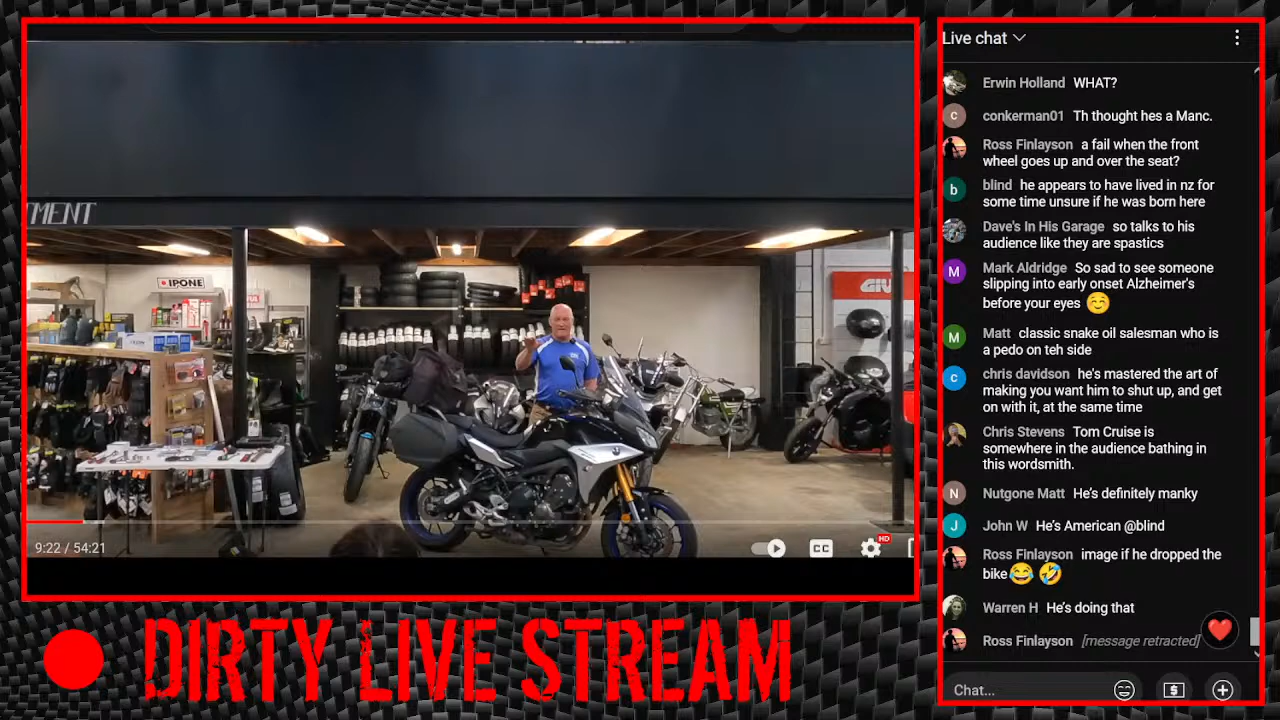 TMENT
IPONE
GIVI
9:22 / 54:21
CC
HD
DIRTY LIVE STREAM
Live chat
Erwin Holland WHAT?
c
conkerman01 Th thought hes a Manc.
Ross Finlayson a fail when the front
wheel goes up and over the seat?
b
blind he appears to have lived in nz for
some time unsure if he was born here
Dave's In His Garage so talks to his
audience like they are spastics
M
Mark Aldridge So sad to see someone
slipping into early onset Alzheimer's
before your eyes ☺️
M
Matt classic snake oil salesman who is
a pedo on teh side
c
chris davidson he's mastered the art of
making you want him to shut up, and get
on with it, at the same time
Chris Stevens Tom Cruise is
somewhere in the audience bathing in
this wordsmith.
N
Nutgone Matt He's definitely manky
J
John W He's American @blind
Ross Finlayson image if he dropped the
bike 😂 🤣
Warren H He's doing that
Ross Finlayson [message retracted]
Chat...
$